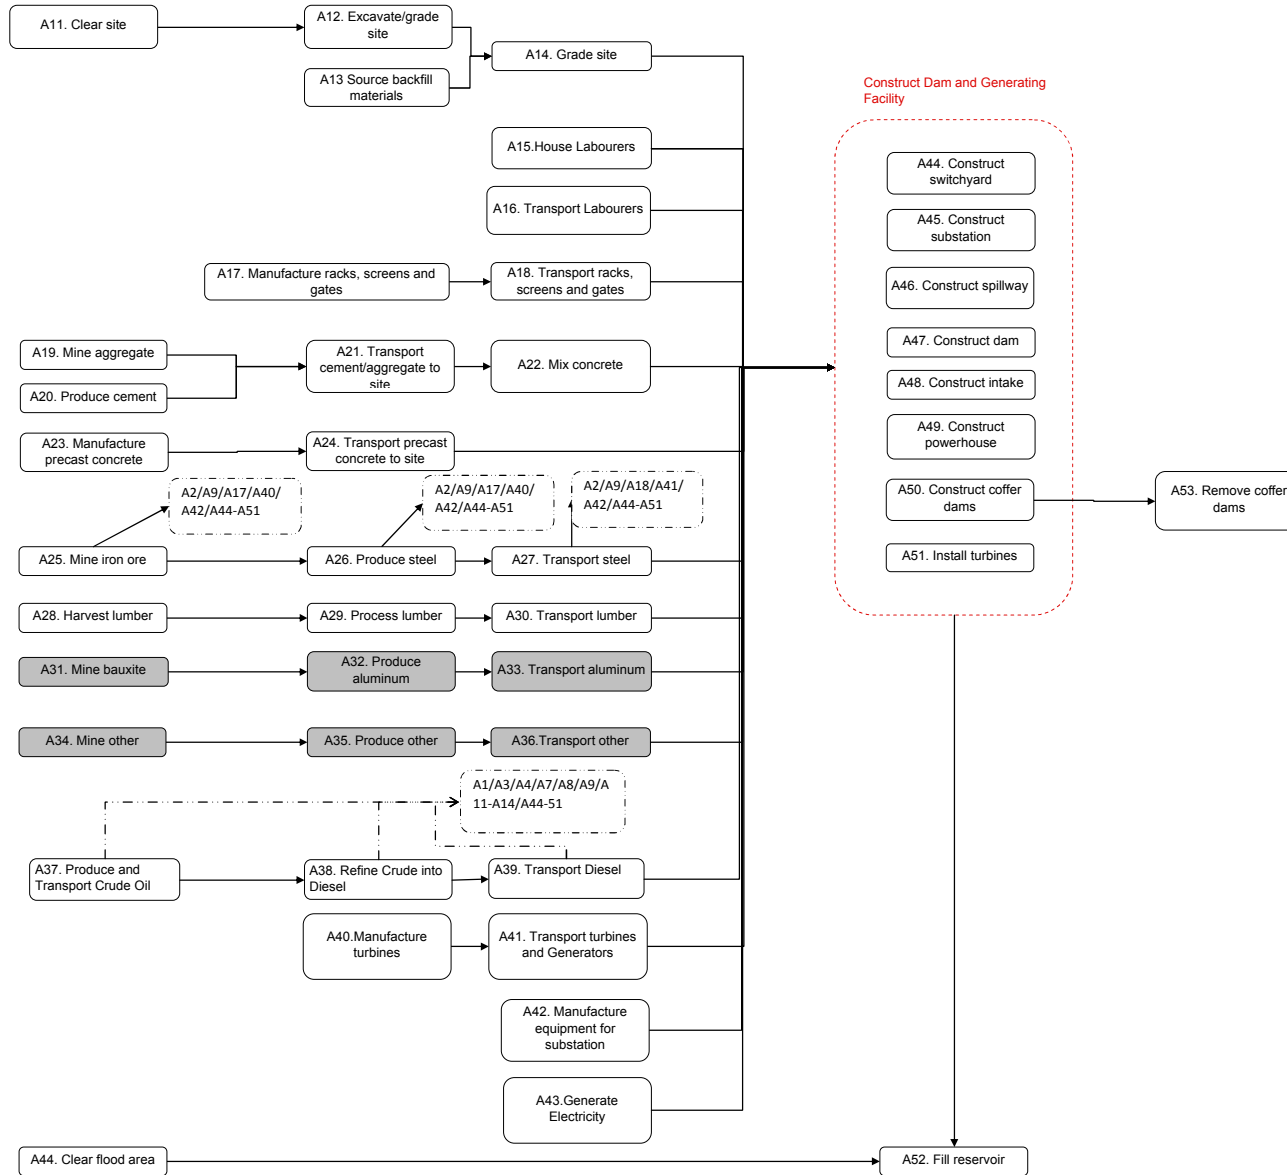 A11. Clear site
A12. Excavate/grade
site
A13 Source backfill
materials
A14. Grade site
Construct Dam and Generating
Facility
A15.House Labourers
A16. Transport Labourers
A17. Manufacture racks, screens and
gates
A18. Transport racks,
screens and gates
A19. Mine aggregate
A20. Produce cement
A21. Transport
cement/aggregate to
site
A22. Mix concrete
A23. Manufacture
precast concrete
A24. Transport precast
concrete to site
A2/A9/A17/A40/
A42/A44-A51
A2/A9/A17/A40/
A42/A44-A51
A2/A9/A18/A41/
A42/A44-A51
A25. Mine iron ore
A26. Produce steel
A27. Transport steel
A28. Harvest lumber
A29. Process lumber
A30. Transport lumber
A31. Mine bauxite
A32. Produce
aluminum
A33. Transport aluminum
A34. Mine other
A35. Produce other
A36.Transport other
A1/A3/A4/A7/A8/A9/A
11-A14/A44-51
A37. Produce and
Transport Crude Oil
A38. Refine Crude into
Diesel
A39. Transport Diesel
A40.Manufacture
turbines
A41. Transport turbines
and Generators
A42. Manufacture
equipment for
substation
A43.Generate
Electricity
A44. Construct
switchyard
A45. Construct
substation
A46. Construct spillway
A47. Construct dam
A48. Construct intake
A49. Construct
powerhouse
A50. Construct coffer
dams
A51. Install turbines
A53. Remove coffer
dams
A44. Clear flood area
A52. Fill reservoir